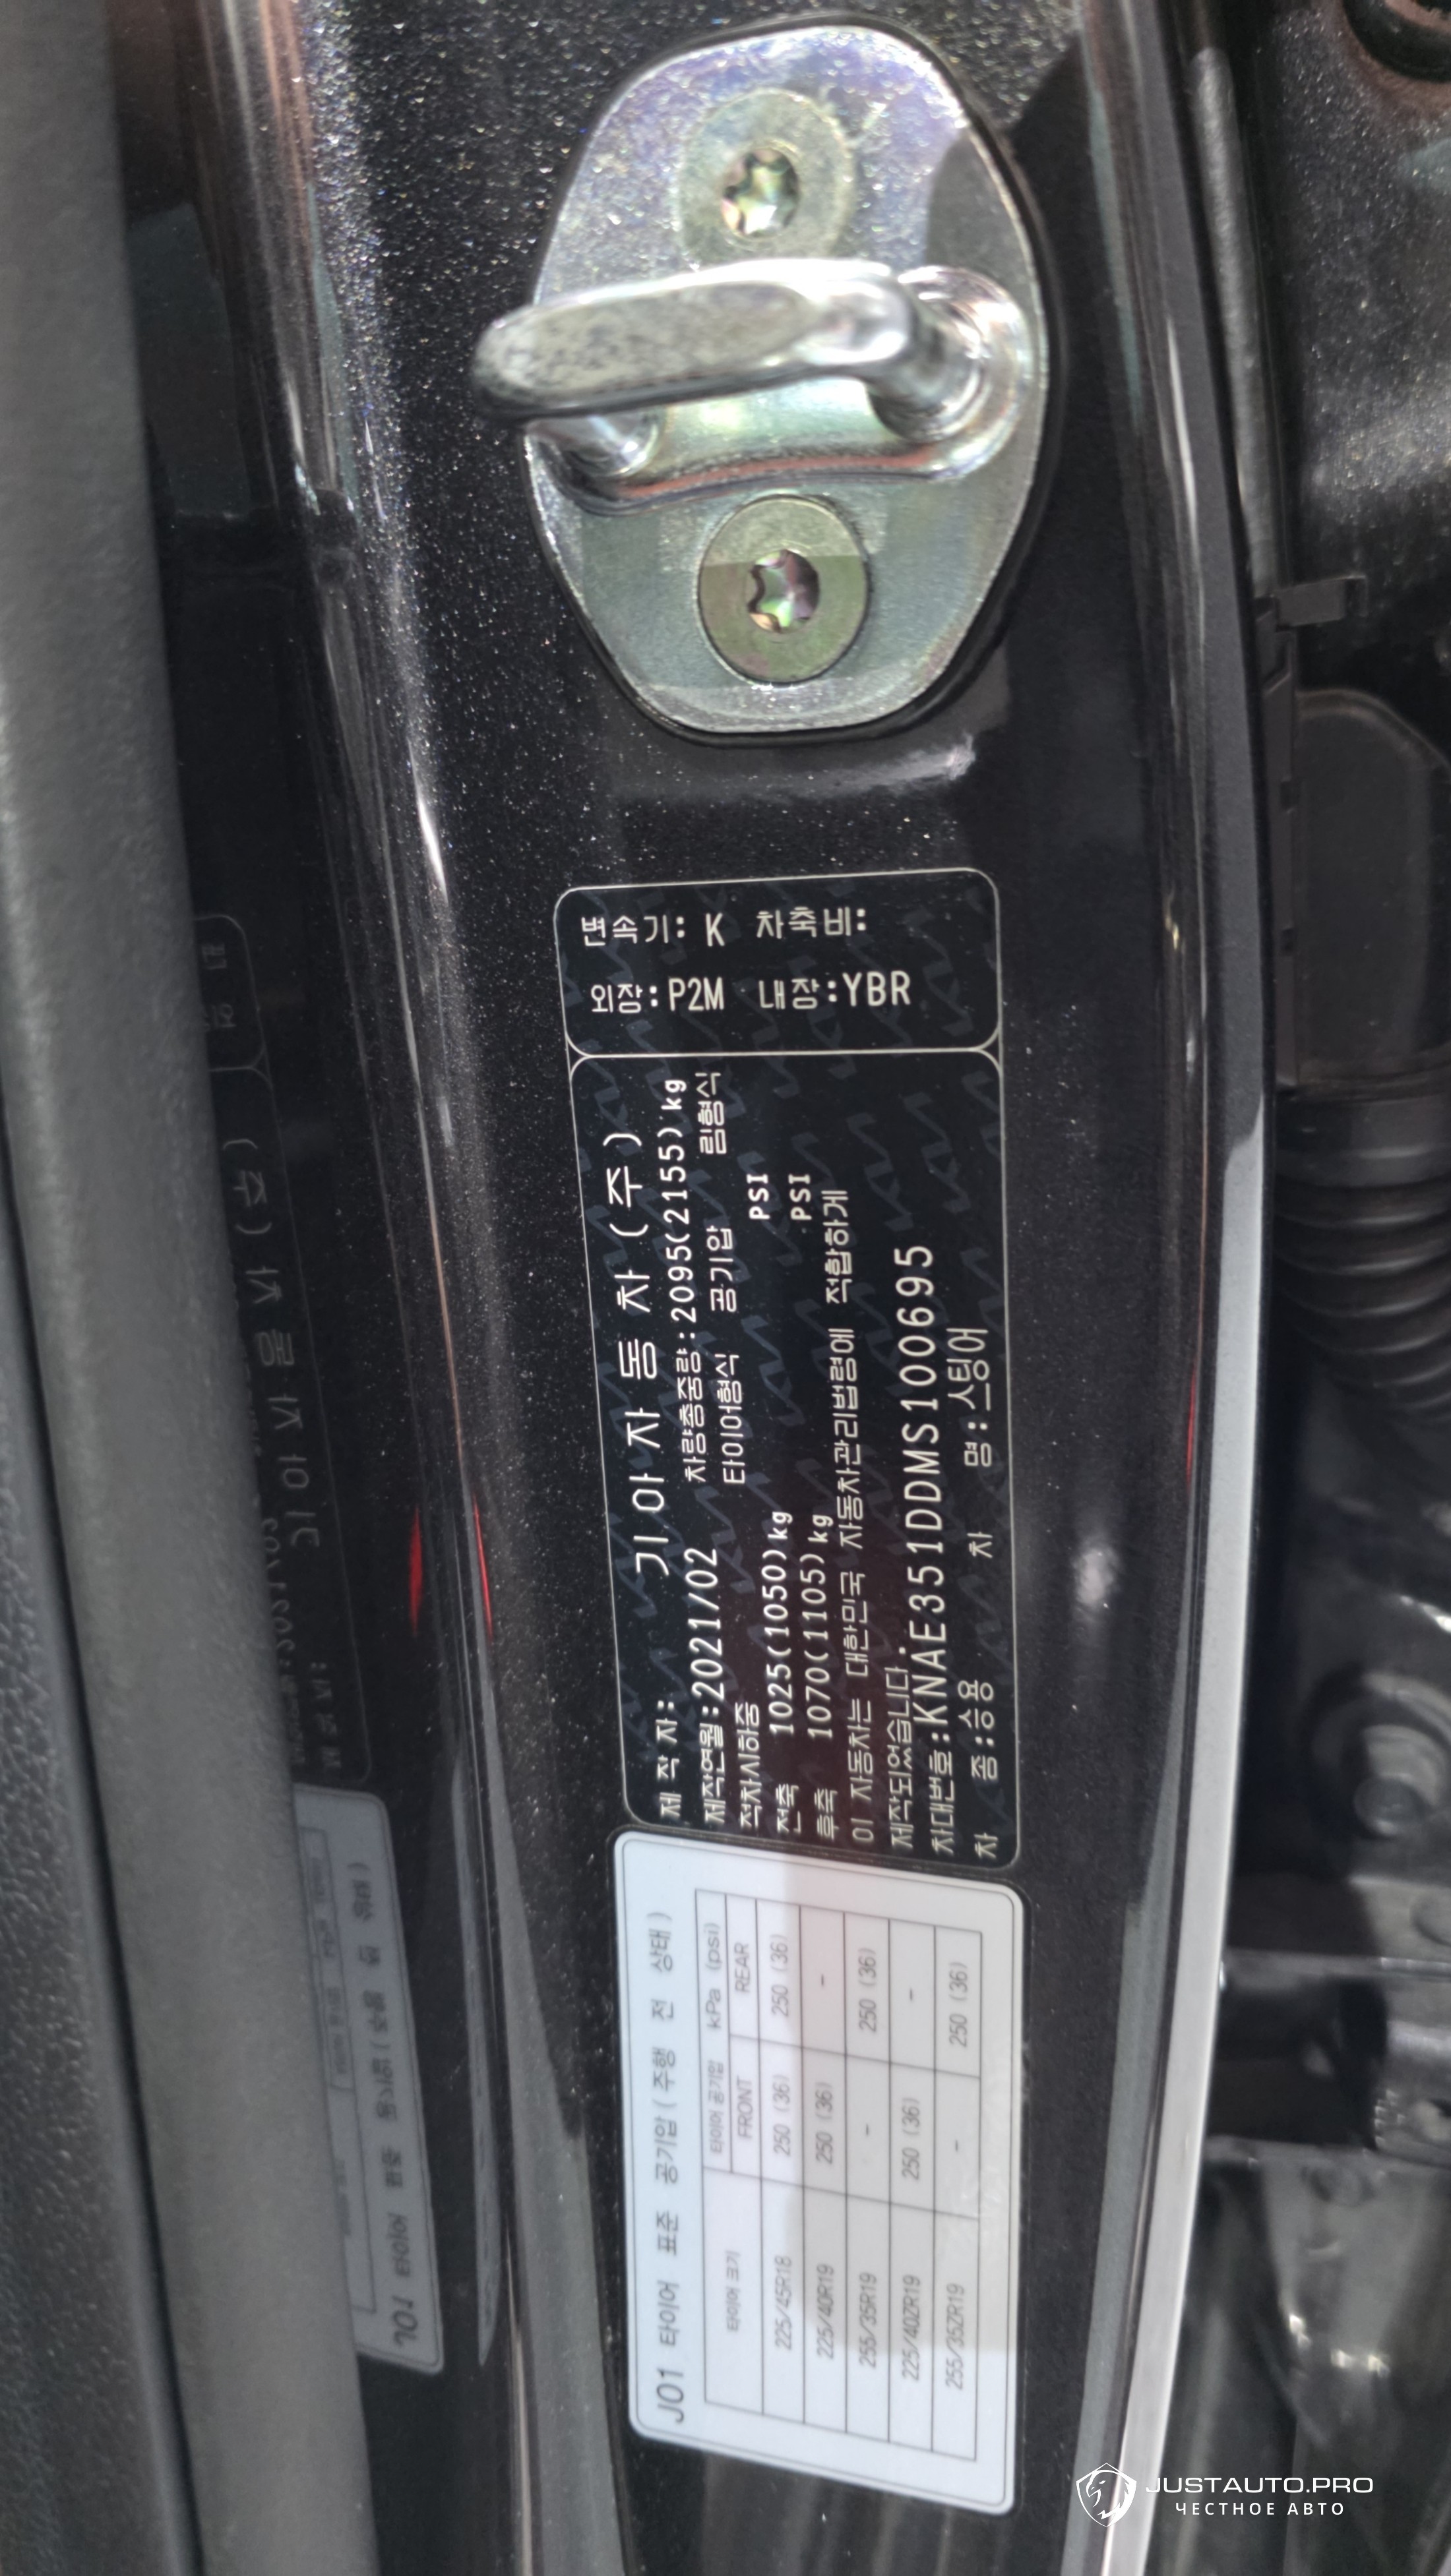 변속기: K 차축비:
외장:P2M 내장:YBR
제 작 자: 기아자동차(주)
제작연월:2021/02 차량총중량:2095(2155)kg
적차시하중 타이어형식 공기압 림형식
전축 1025(1050)kg PSI
후축 1070(1105)kg PSI
이 자동차는 대한민국 자동차관리법령에 적합하게
제작되었습니다.
차대번호:KNAE351DDMS100695
차 종:승용 차 명:스팅어
J01 타이어 표준 공기압(주행 전 상태)
타이어 크기 타이어 공기압 kPa (psi)
FRONT REAR
225/45R18 250 (36) 250 (36)
225/40R19 250 (36) -
255/35R19 - 250 (36)
225/40ZR19 250 (36) -
255/35ZR19 - 250 (36)
JUSTAUTO.PRO
ЧЕСТНОЕ АВТО